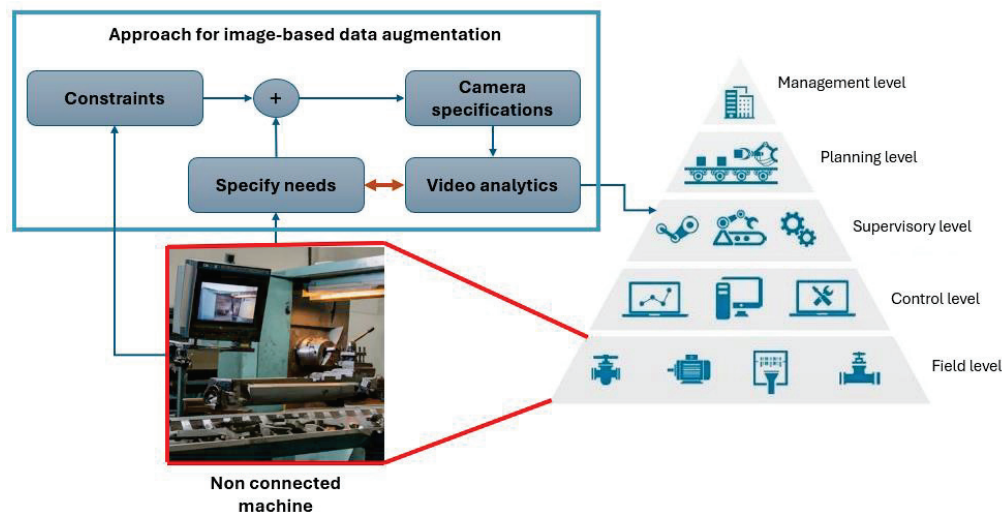 Approach for image-based data augmentation
Constraints
+
Camera
specifications
Specify needs
Video analytics
Non connected
machine
Management level
Planning level
Supervisory level
Control level
Field level